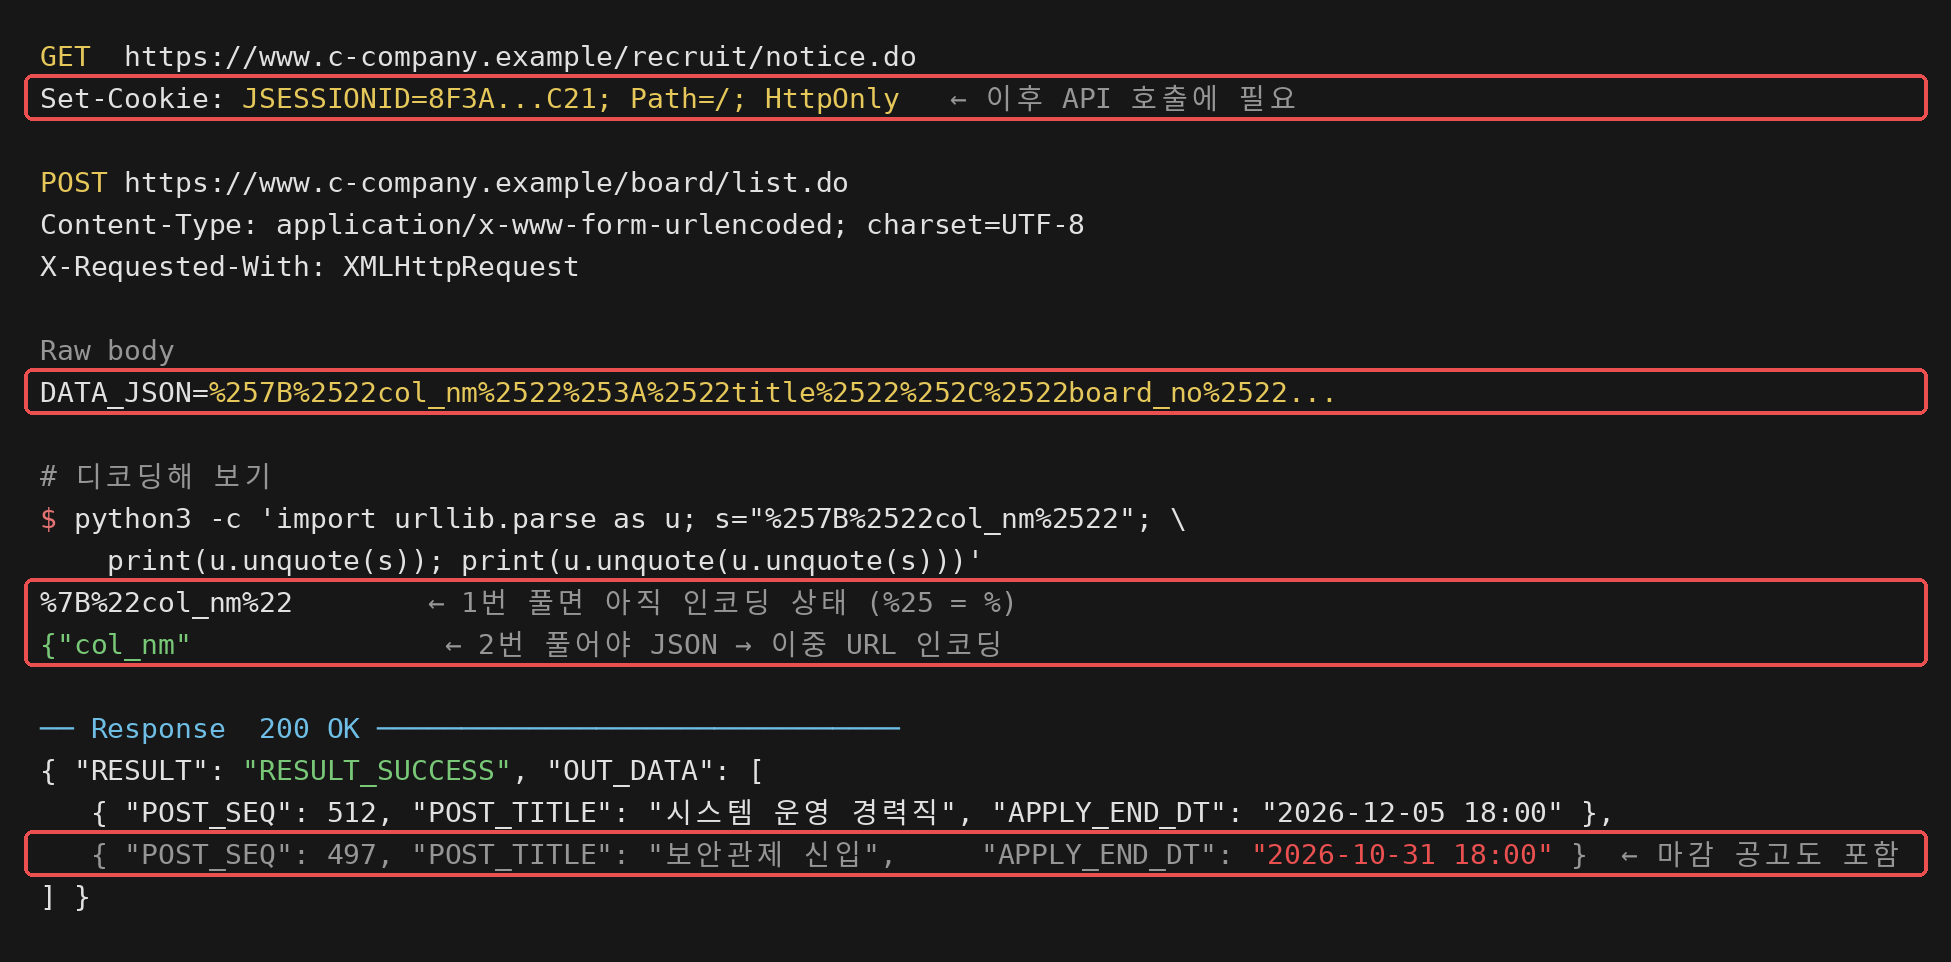 GET  https://www.c-company.example/recruit/notice.do
Set-Cookie: JSESSIONID=8F3A...C21; Path=/; HttpOnly   ← 이후 API 호출에 필요
POST https://www.c-company.example/board/list.do
Content-Type: application/x-www-form-urlencoded; charset=UTF-8
X-Requested-With: XMLHttpRequest
Raw body
DATA_JSON=%257B%2522col_nm%2522%253A%2522title%2522%252C%2522board_no%2522...
# 디코딩해 보기
$ python3 -c 'import urllib.parse as u; s="%257B%2522col_nm%2522"; \
    print(u.unquote(s)); print(u.unquote(u.unquote(s)))'
%7B%22col_nm%22        ← 1번 풀면 아직 인코딩 상태 (%25 = %)
{"col_nm"               ← 2번 풀어야 JSON → 이중 URL 인코딩
── Response  200 OK ───────────────────────────────
{ "RESULT": "RESULT_SUCCESS", "OUT_DATA": [
   { "POST_SEQ": 512, "POST_TITLE": "시스템 운영 경력직", "APPLY_END_DT": "2026-12-05 18:00" },
   { "POST_SEQ": 497, "POST_TITLE": "보안관제 신입",     "APPLY_END_DT": "2026-10-31 18:00" }  ← 마감 공고도 포함
] }